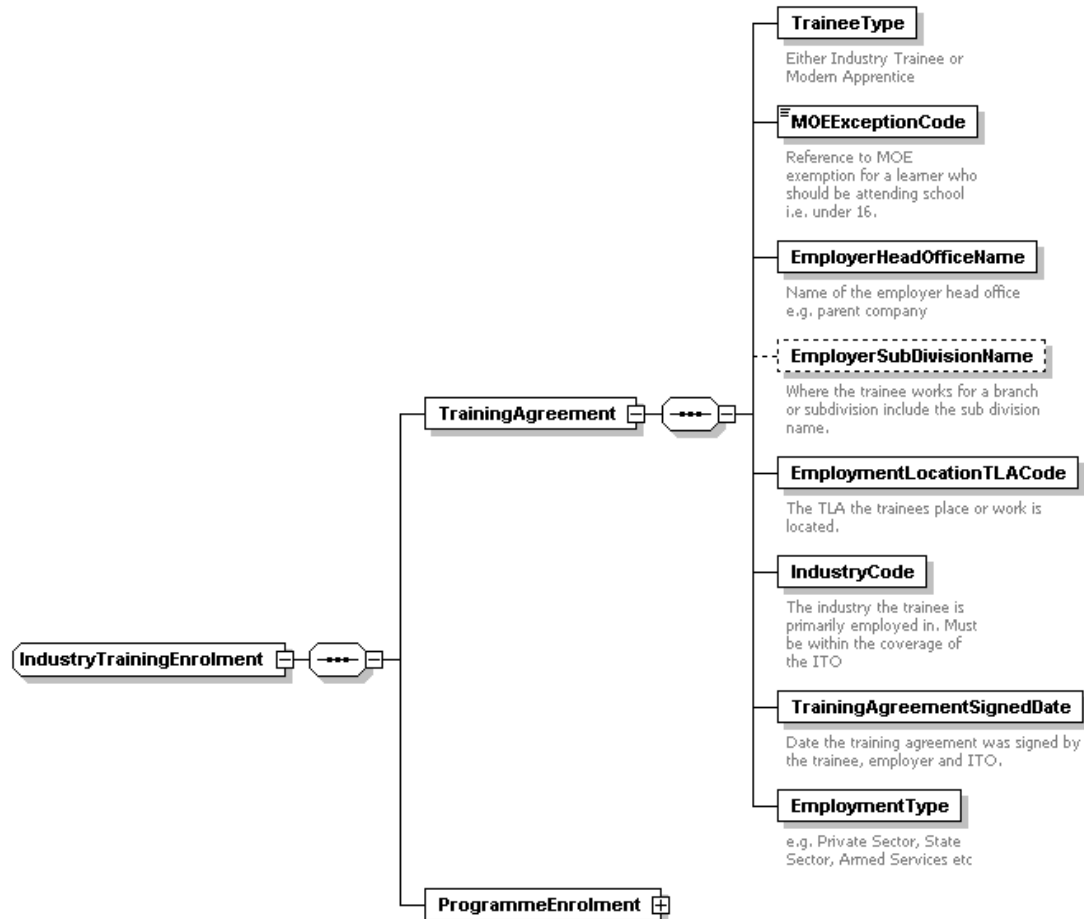 TraineeType
Either Industry Trainee or
Modern Apprentice
MOEExceptionCode
Reference to MOE
exemption for a learner who
should be attending school
i.e. under 16.
EmployerHeadOfficeName
Name of the employer head office
e.g. parent company
EmployerSubDivisionName
Where the trainee works for a branch
or subdivision include the sub division
name.
TrainingAgreement
EmploymentLocationTLACode
The TLA the trainees place or work is
located.
IndustryCode
The industry the trainee is
primarily employed in. Must
be within the coverage of
the ITO
IndustryTrainingEnrolment
TrainingAgreementSignedDate
Date the training agreement was signed by
the trainee, employer and ITO.
EmploymentType
e.g. Private Sector, State
Sector, Armed Services etc
ProgrammeEnrolment